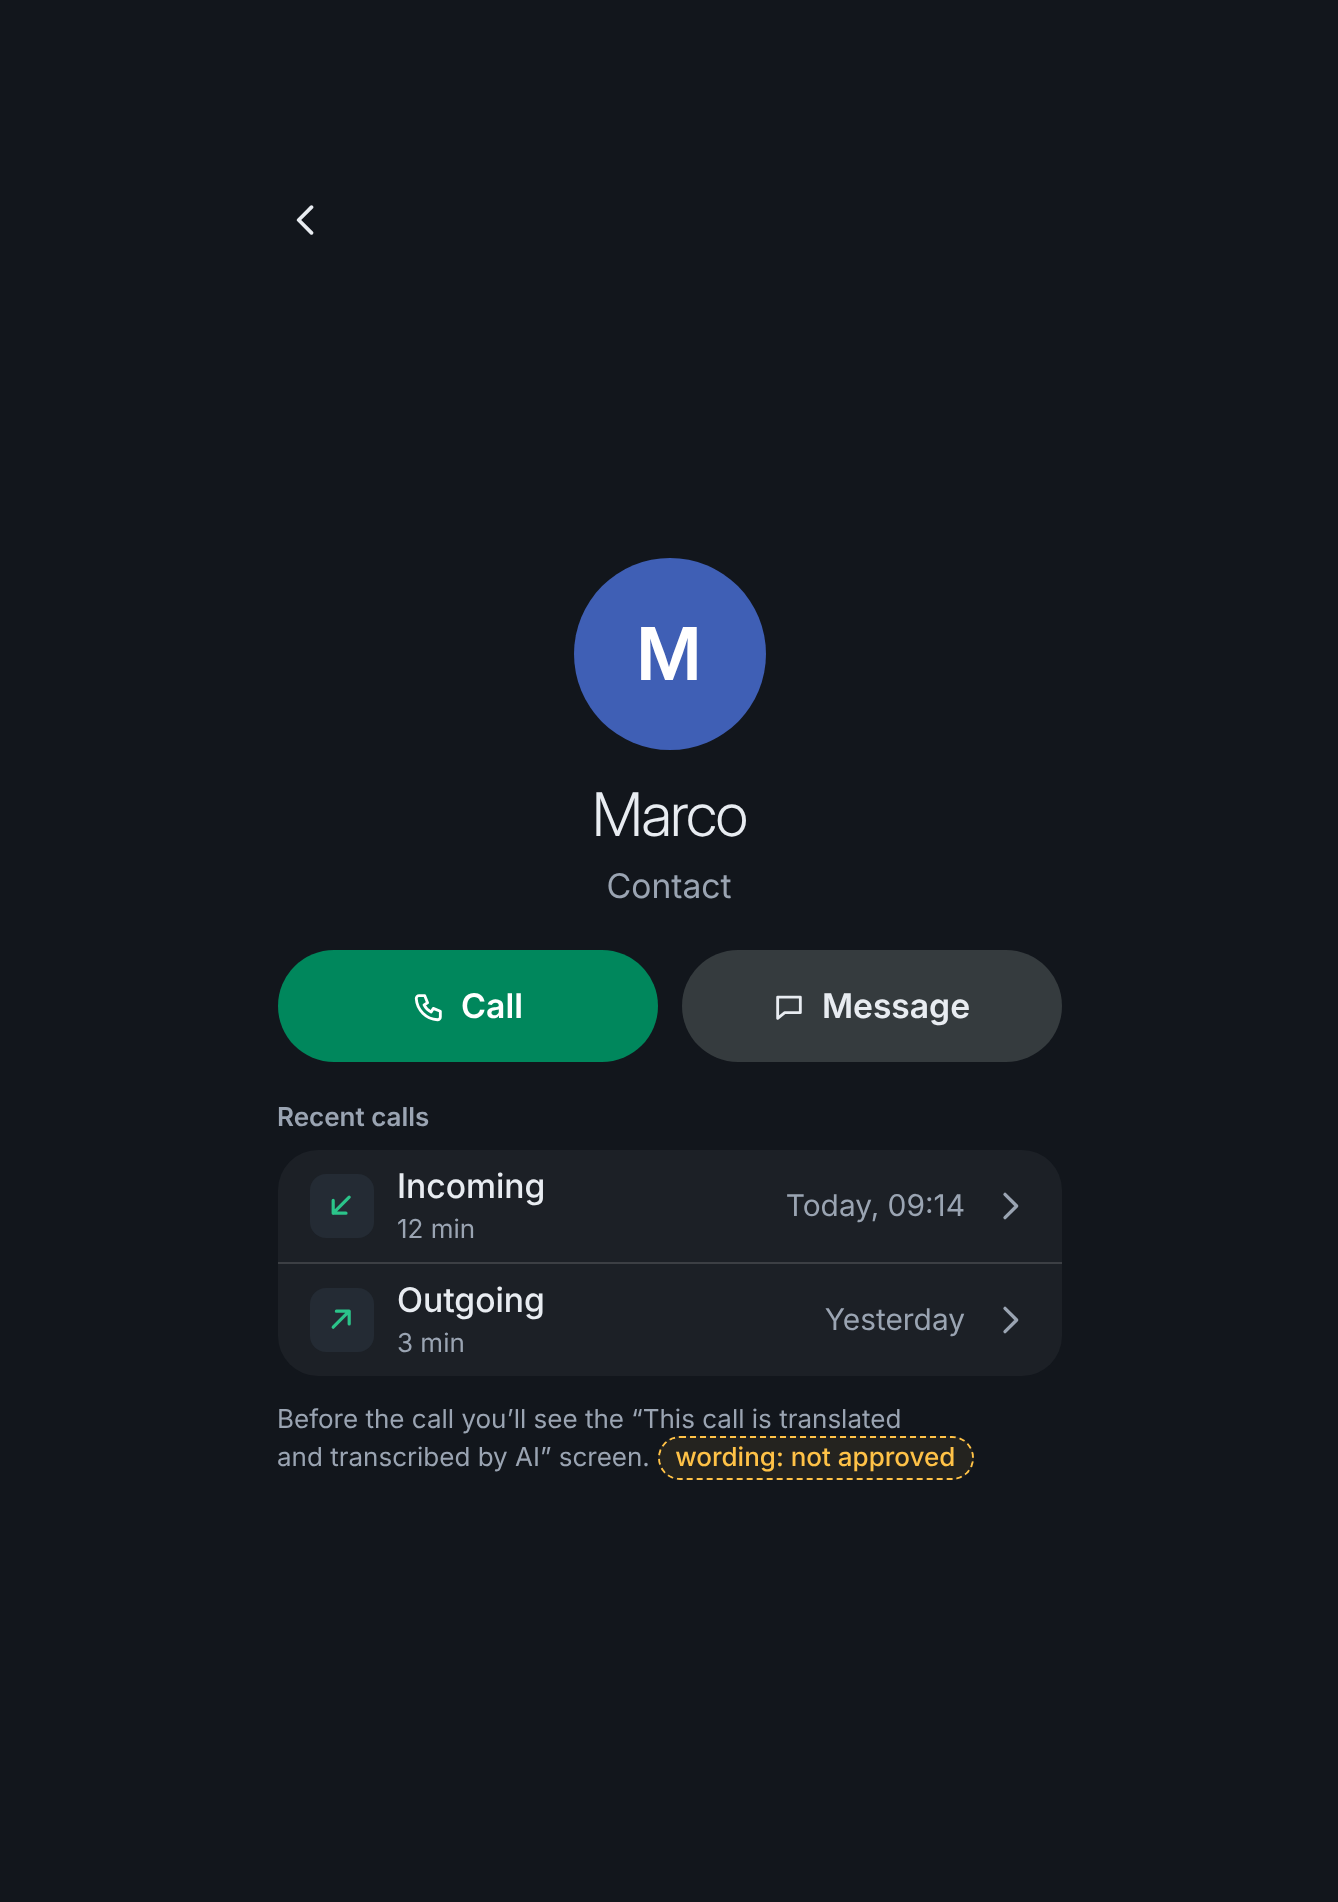 M
Marco
Contact
Call
Message
Recent calls
Incoming
Today, 09:14
12 min
Outgoing
Yesterday
3 min
Before the call you’ll see the “This call is translated
and transcribed by AI” screen. wording: not approved